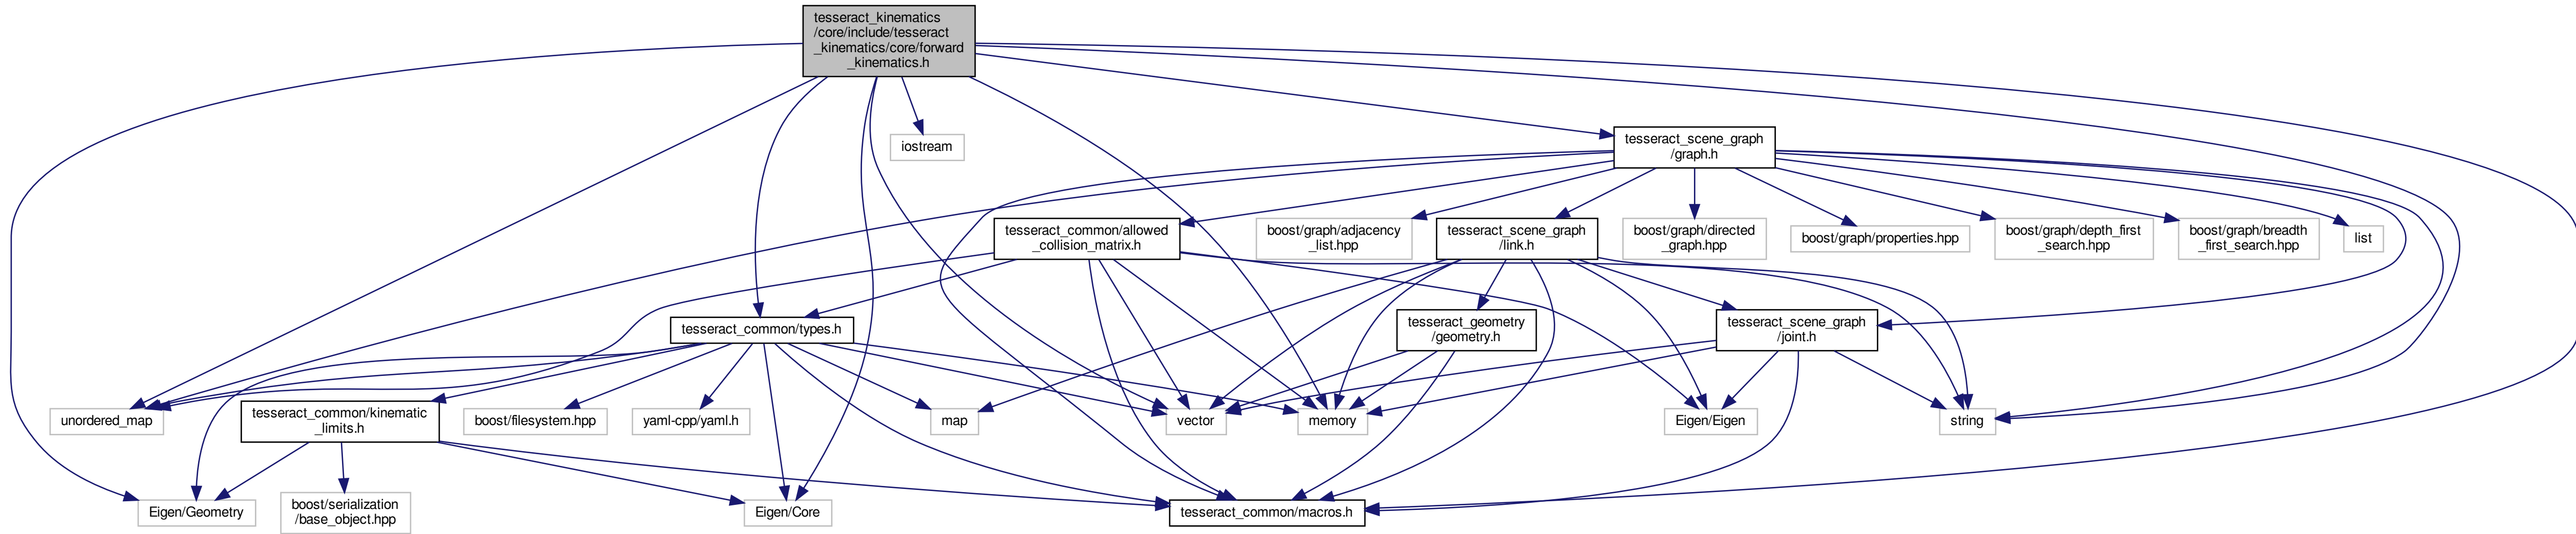 tesseract_kinematics
/core/include/tesseract
_kinematics/core/forward
_kinematics.h
iostream
tesseract_scene_graph
/graph.h
tesseract_common/allowed
_collision_matrix.h
boost/graph/adjacency
_list.hpp
tesseract_scene_graph
/link.h
boost/graph/directed
_graph.hpp
boost/graph/properties.hpp
boost/graph/depth_first
_search.hpp
boost/graph/breadth
_first_search.hpp
list
tesseract_common/types.h
tesseract_geometry
/geometry.h
tesseract_scene_graph
/joint.h
unordered_map
tesseract_common/kinematic
_limits.h
boost/filesystem.hpp
yaml-cpp/yaml.h
map
vector
memory
Eigen/Eigen
string
Eigen/Geometry
boost/serialization
/base_object.hpp
Eigen/Core
tesseract_common/macros.h